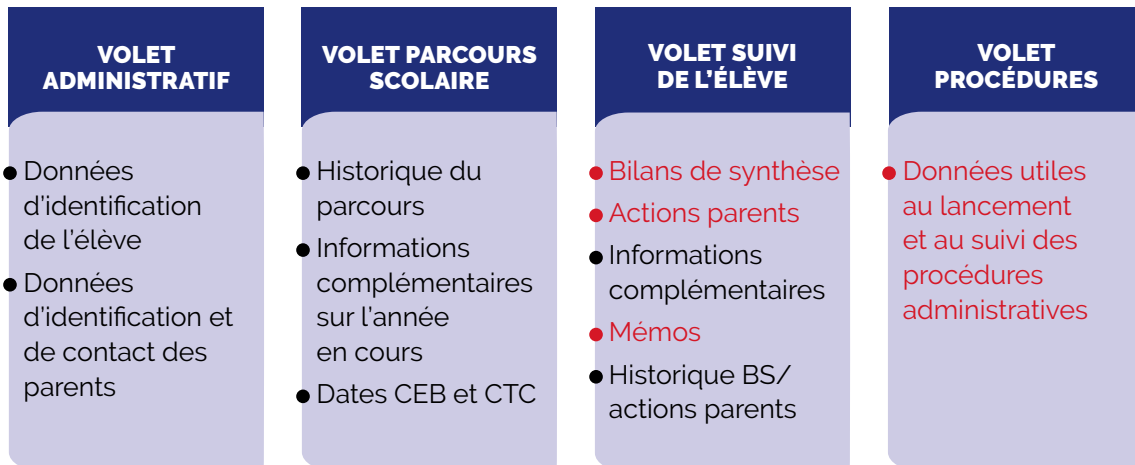 VOLET
ADMINISTRATIF
● Données
d'identification
de l'élève
● Données
d'identification et
de contact des
parents
VOLET PARCOURS
SCOLAIRE
● Historique du
parcours
● Informations
complémentaires
sur l'année
en cours
● Dates CEB et CTC
VOLET SUIVI
DE L'ÉLÈVE
● Bilans de synthèse
● Actions parents
● Informations
complémentaires
● Mémos
● Historique BS/
actions parents
VOLET
PROCÉDURES
● Données utiles
au lancement
et au suivi des
procédures
administratives